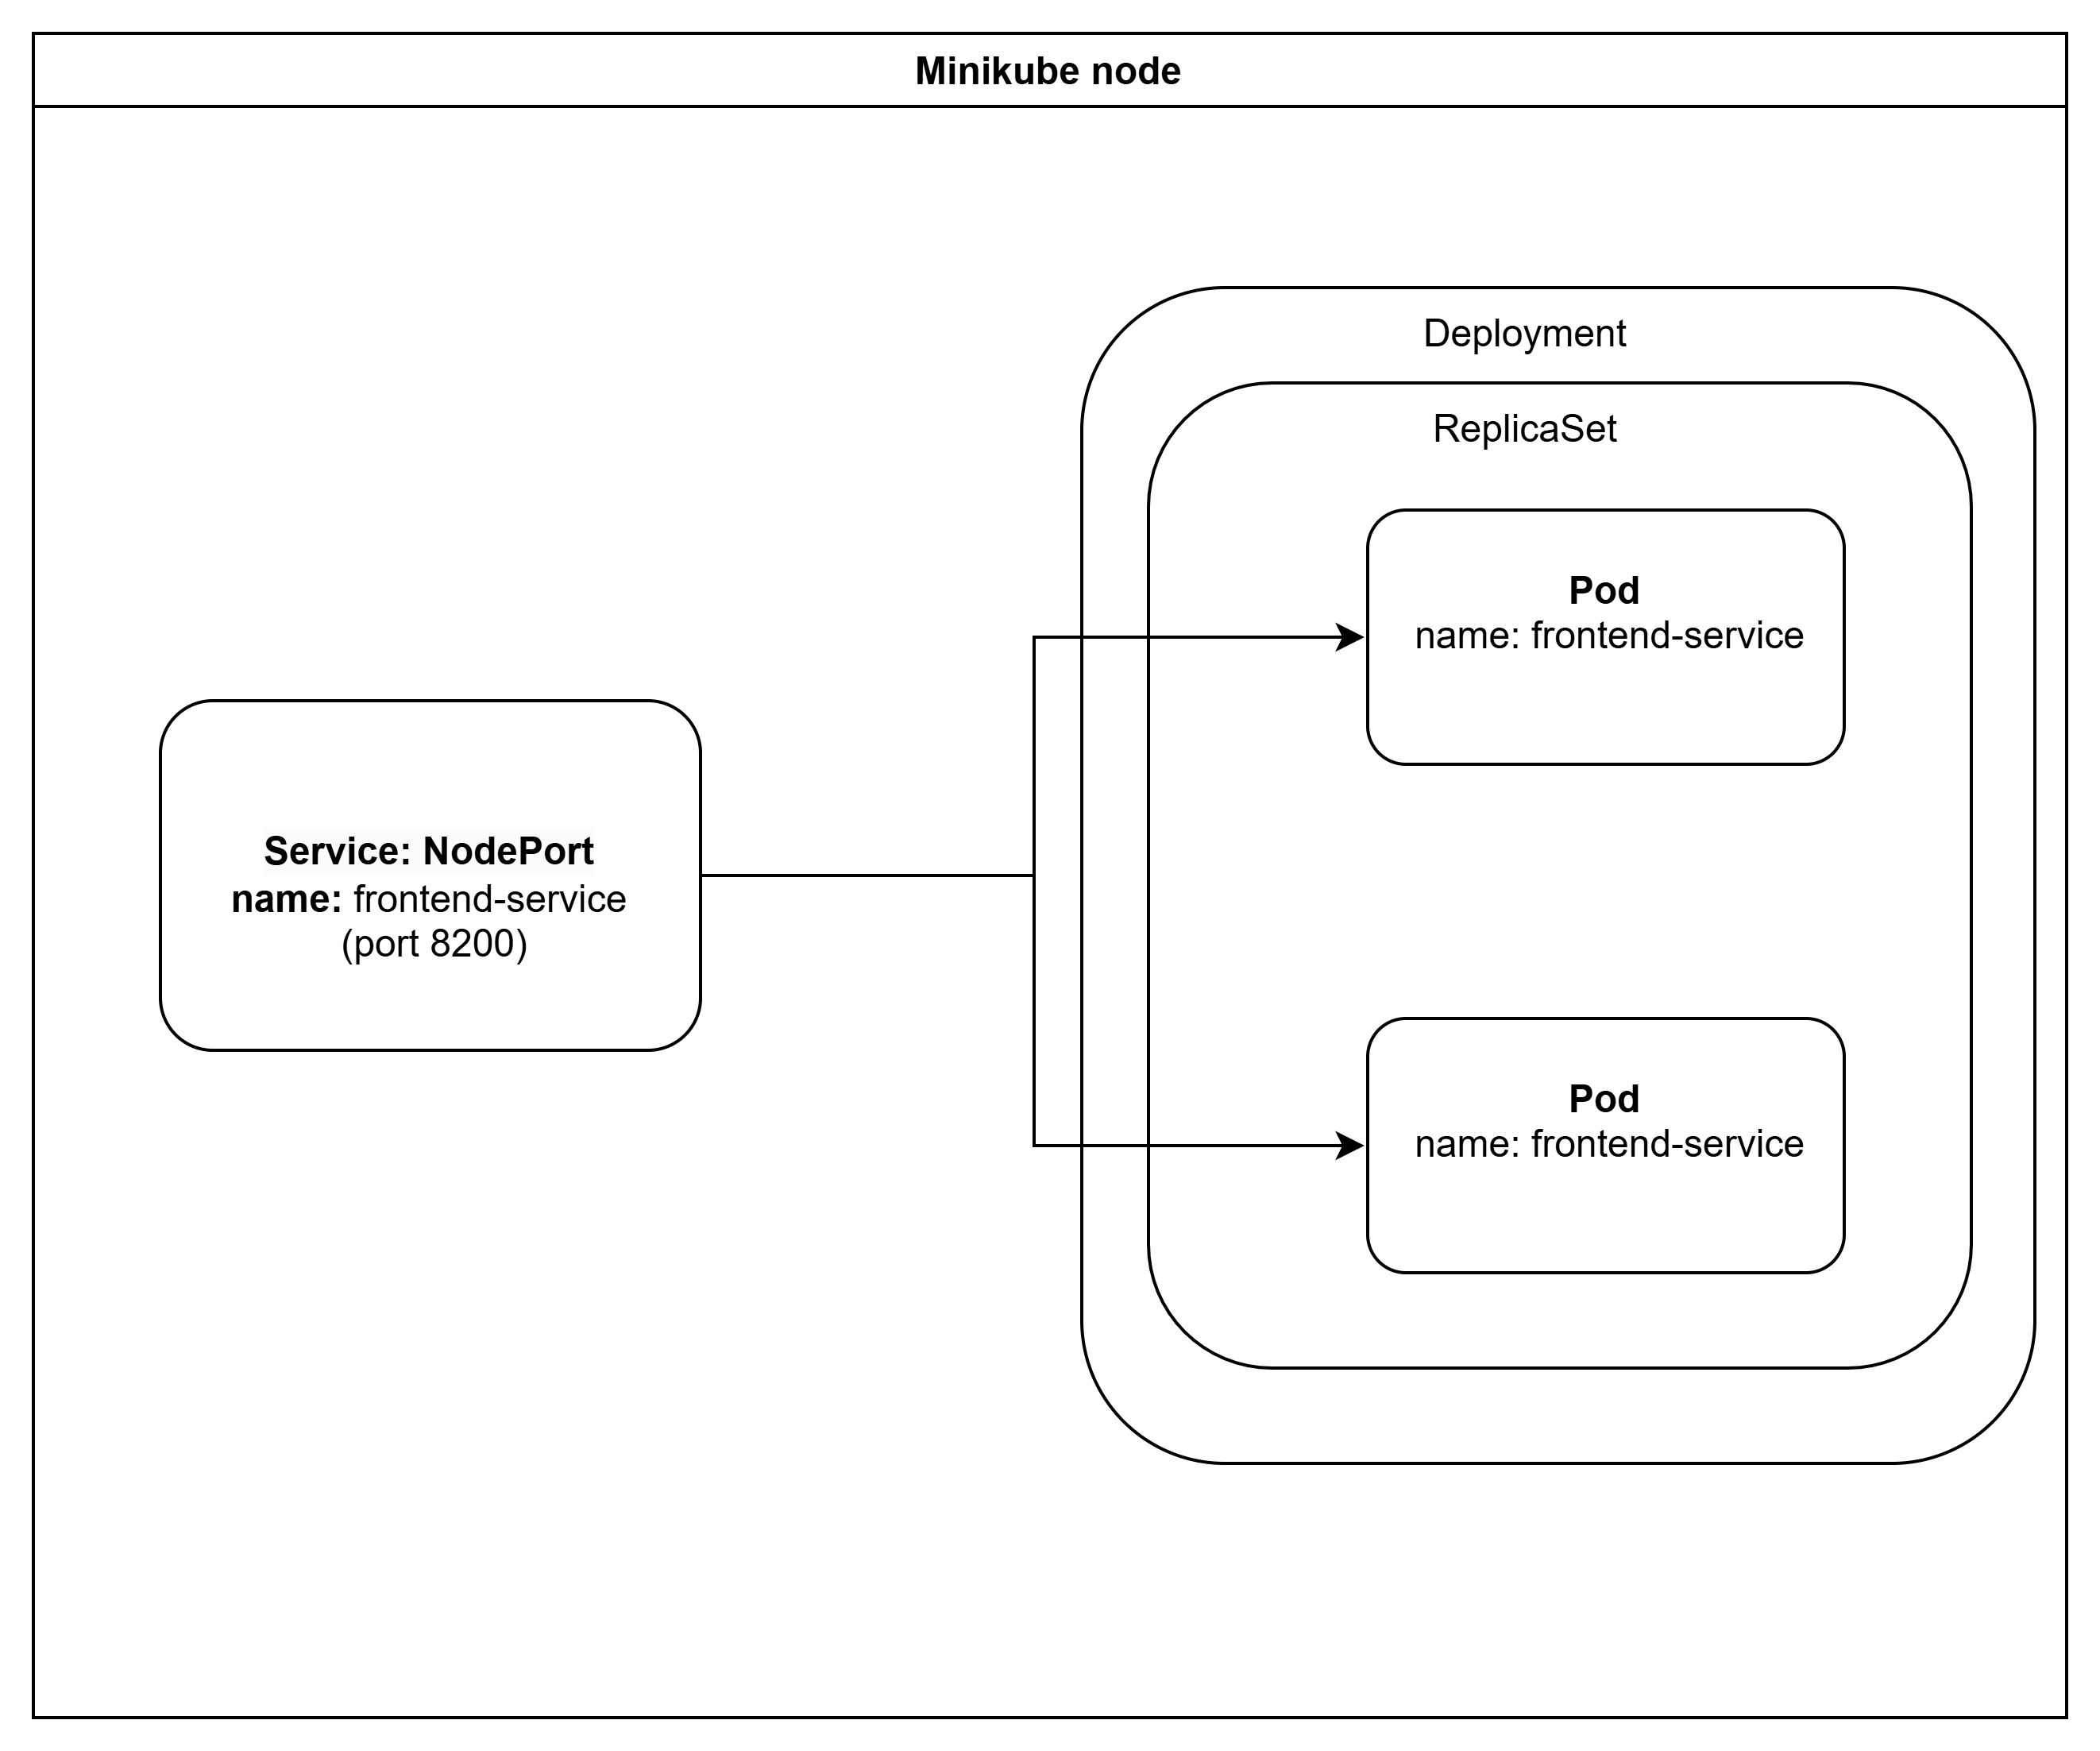 Minikube node
Deployment
ReplicaSet
Pod
name: frontend-service
Service: NodePort
name: frontend-service
(port 8200)
Pod
name: frontend-service